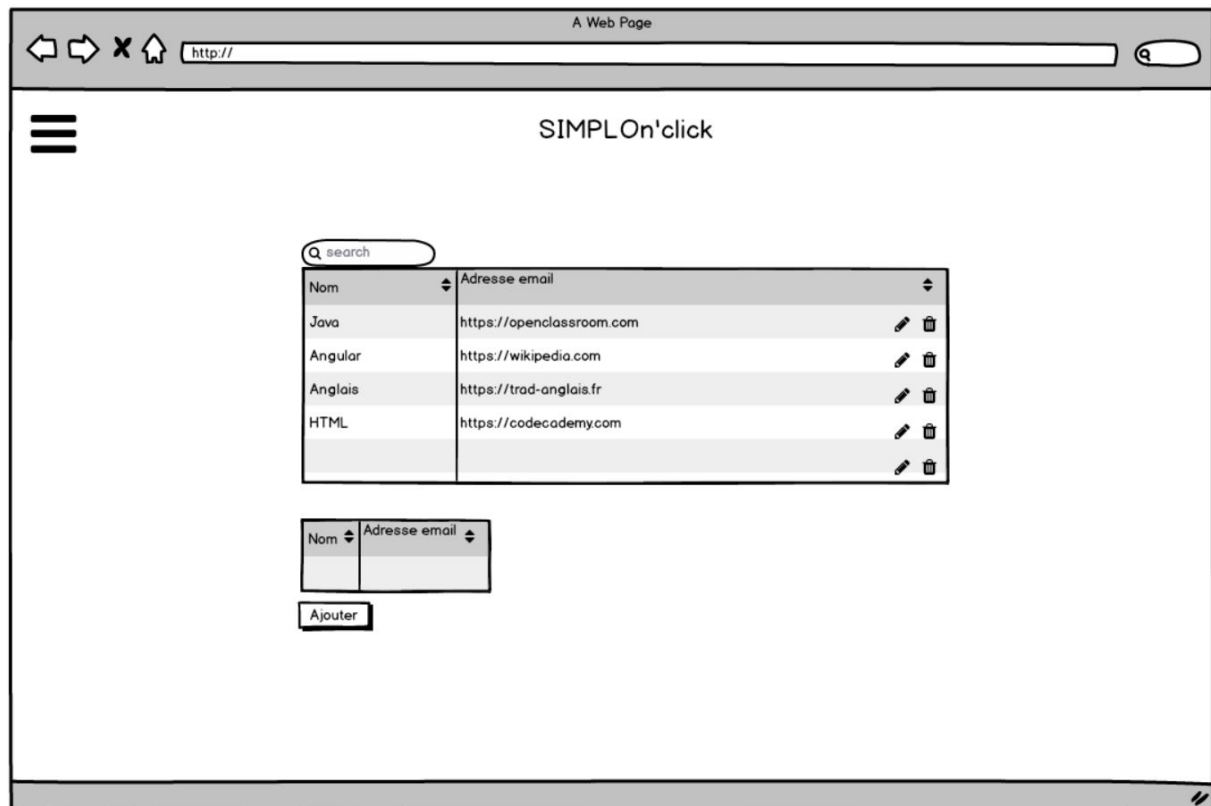 A Web Page
http://
SIMPLOn'click
search
Nom Adresse email
Java https://openclassroom.com
Angular https://wikipedia.com
Anglais https://trad-anglais.fr
HTML https://codecademy.com
Nom Adresse email
Ajouter